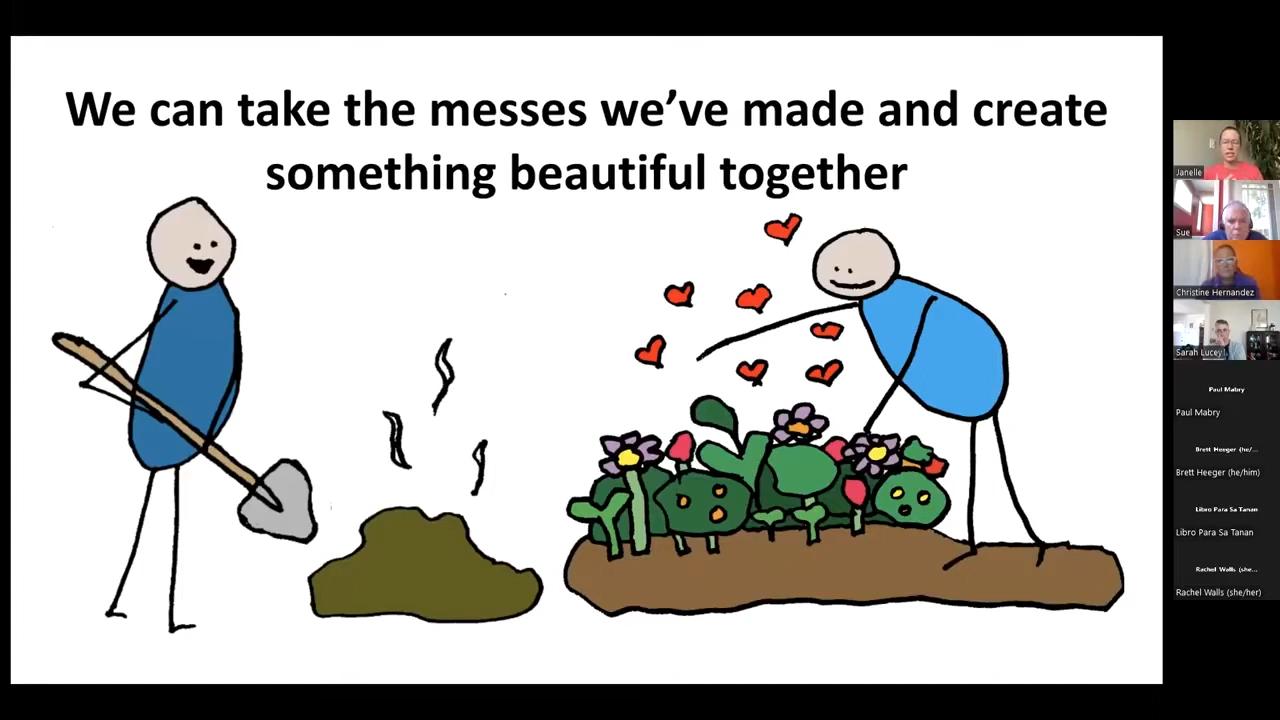 We can take the messes we’ve made and create
something beautiful together
Janelle
Sue
Christine Hernandez
Sarah Lucey
Paul Mabry
Paul Mabry
Brett Heeger (he/...
Brett Heeger (he/him)
Libro Para Sa Tanan
Libro Para Sa Tanan
Rachel Walls (she...
Rachel Walls (she/her)